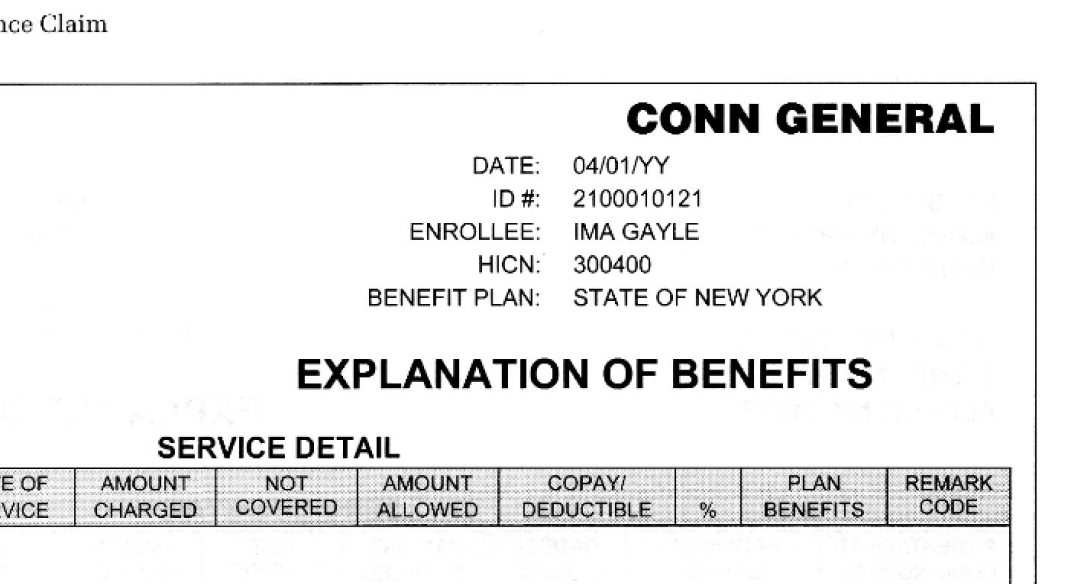 nce Claim
CONN GENERAL
DATE: 04/01/YY
ID #: 2100010121
ENROLLEE: IMA GAYLE
HICN: 300400
BENEFIT PLAN: STATE OF NEW YORK
EXPLANATION OF BENEFITS
SERVICE DETAIL
E OF AMOUNT NOT AMOUNT COPAY/ PLAN REMARK
VICE CHARGED COVERED ALLOWED DEDUCTIBLE % BENEFITS CODE